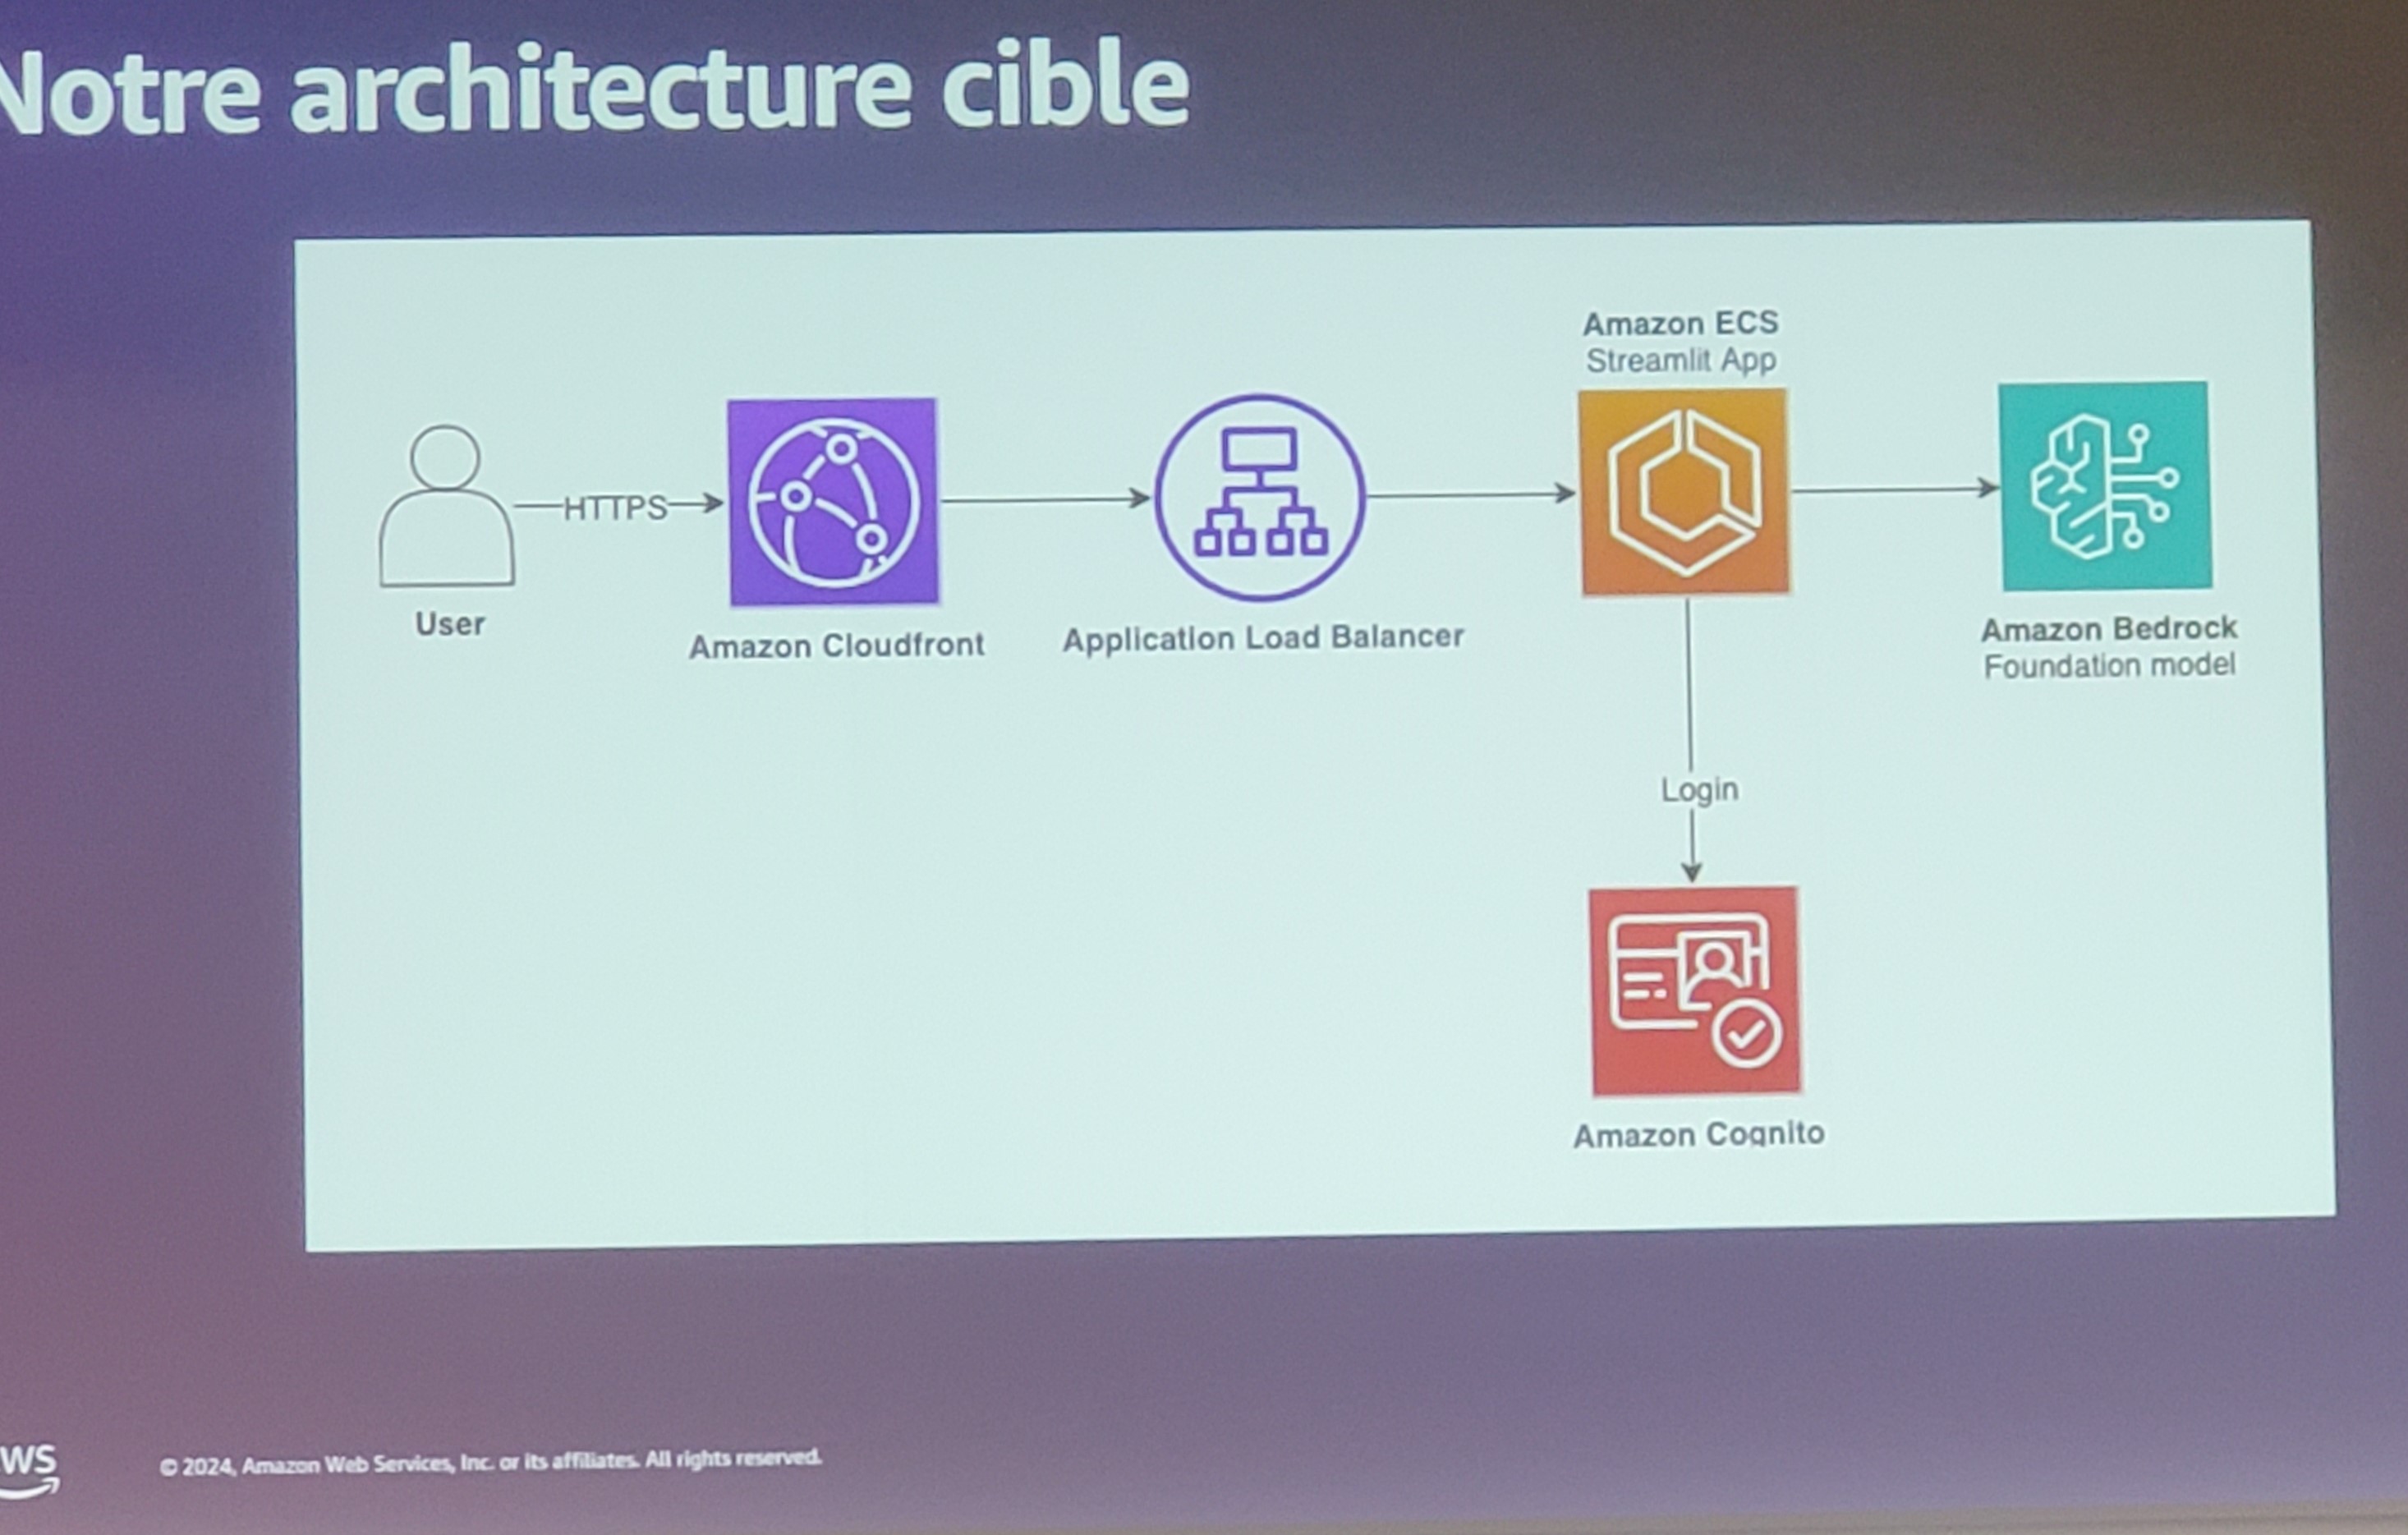 Notre architecture cible
Amazon ECS
Streamlit App
HTTPS
User
Amazon Cloudfront
Application Load Balancer
Amazon Bedrock
Foundation model
Login
Amazon Cognito
WS
© 2024, Amazon Web Services, Inc. or its affiliates. All rights reserved.